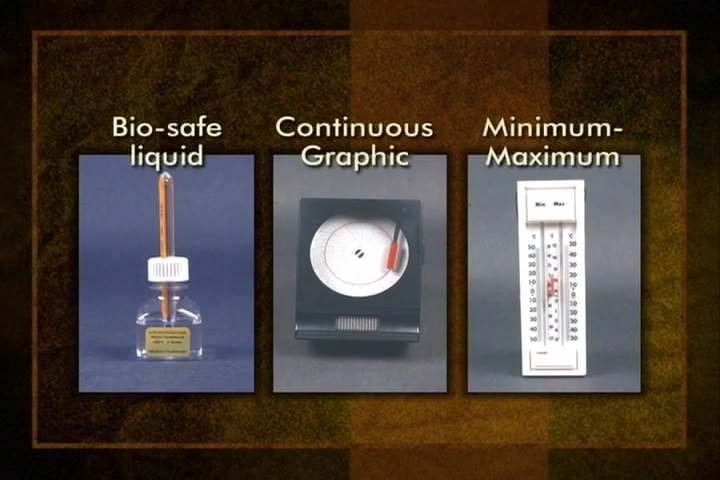 Bio-safe
liquid
Continuous
Graphic
Minimum-
Maximum
Min Max
°C °F °C